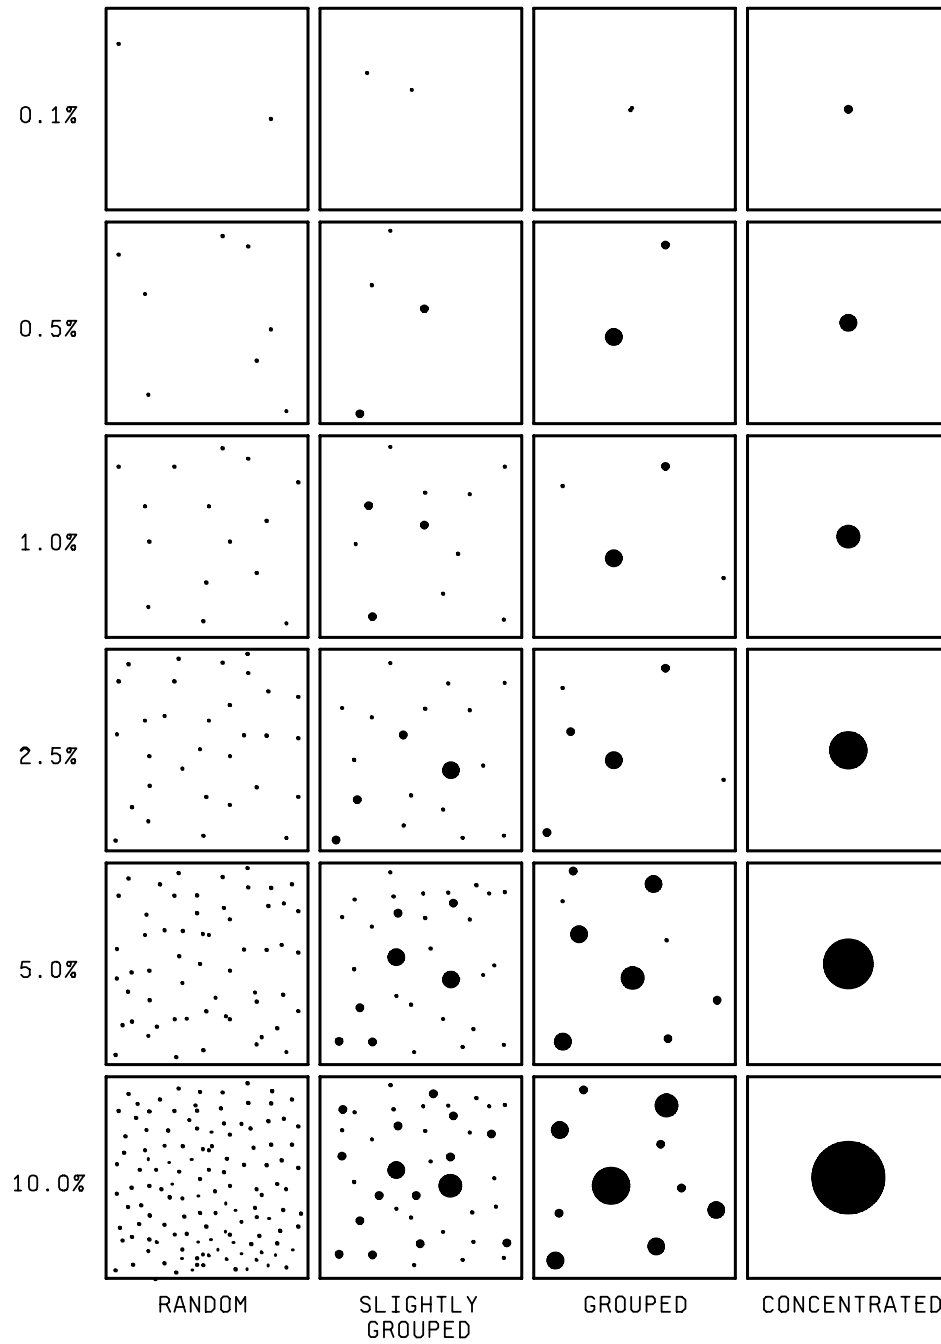 0.1%
0.5%
1.0%
2.5%
5.0%
10.0%
RANDOM
SLIGHTLY
GROUPED
GROUPED
CONCENTRATED